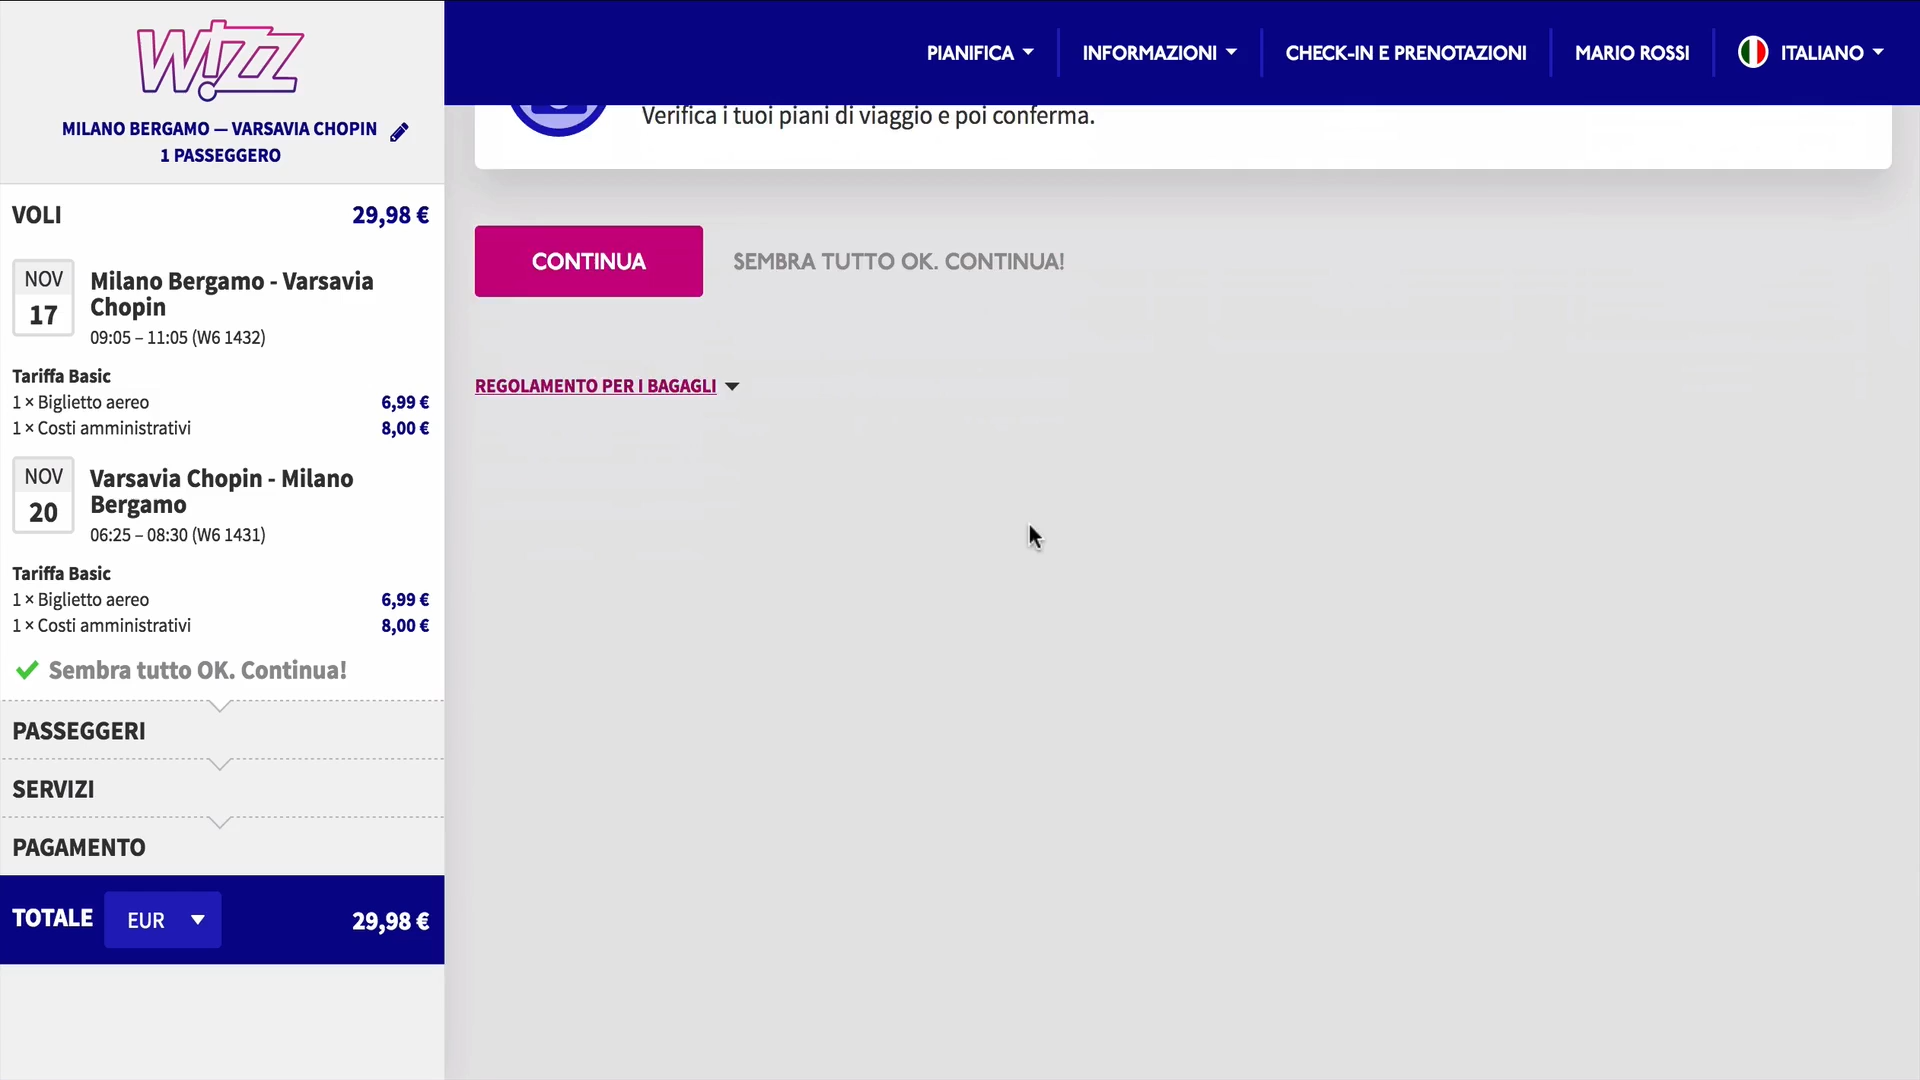 WIZZ
MILANO BERGAMO — VARSAVIA CHOPIN
1 PASSEGGERO
VOLI 29,98 €
NOV
17
Milano Bergamo - Varsavia
Chopin
09:05 – 11:05 (W6 1432)
Tariffa Basic
1 × Biglietto aereo 6,99 €
1 × Costi amministrativi 8,00 €
NOV
20
Varsavia Chopin - Milano
Bergamo
06:25 – 08:30 (W6 1431)
Tariffa Basic
1 × Biglietto aereo 6,99 €
1 × Costi amministrativi 8,00 €
Sembra tutto OK. Continua!
PASSEGGERI
SERVIZI
PAGAMENTO
TOTALE EUR 29,98 €
PIANIFICA INFORMAZIONI CHECK-IN E PRENOTAZIONI MARIO ROSSI ITALIANO
Verifica i tuoi piani di viaggio e poi conferma.
CONTINUA SEMBRA TUTTO OK. CONTINUA!
REGOLAMENTO PER I BAGAGLI